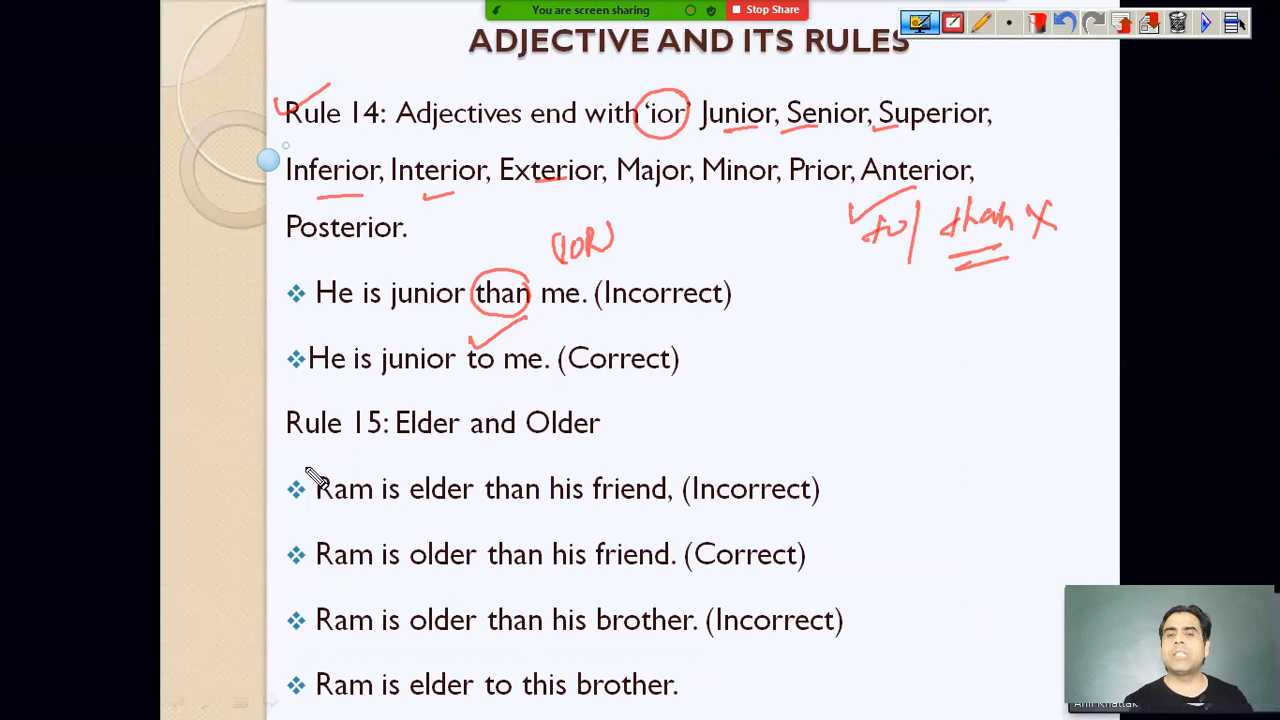 You are screen sharing
Stop Share
ADJECTIVE AND ITS RULES
Rule 14: Adjectives end with ‘ior’ Junior, Senior, Superior,
Inferior, Interior, Exterior, Major, Minor, Prior, Anterior,
Posterior.
to / than X
(IOR)
❖ He is junior than me. (Incorrect)
❖He is junior to me. (Correct)
Rule 15: Elder and Older
❖ Ram is elder than his friend, (Incorrect)
❖ Ram is older than his friend. (Correct)
❖ Ram is older than his brother. (Incorrect)
❖ Ram is elder to this brother.